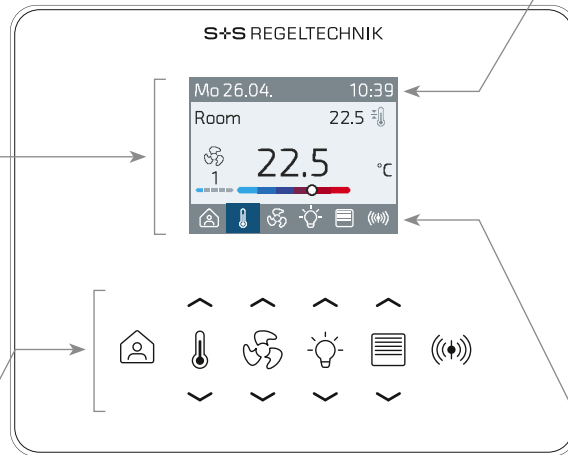 S+S REGELTECHNIK
Mo 26.04. 10:39
Room 22.5
22.5 °C
1